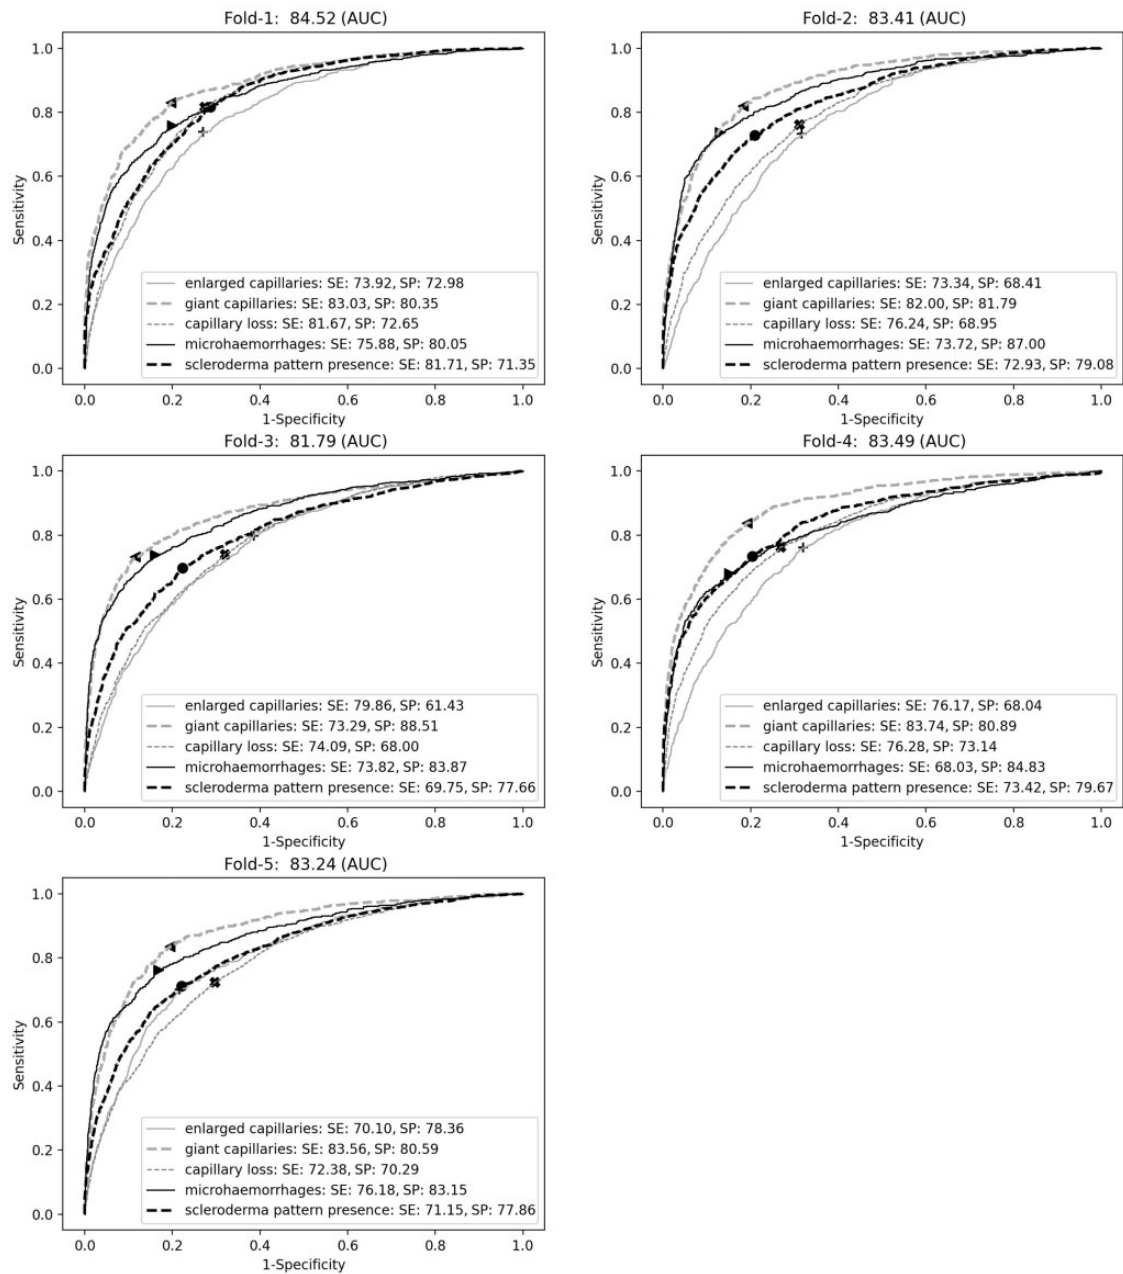 Fold-1: 84.52 (AUC)
1.0
0.8
0.6
0.4
0.2
0.0
Sensitivity
enlarged capillaries: SE: 73.92, SP: 72.98
giant capillaries: SE: 83.03, SP: 80.35
capillary loss: SE: 81.67, SP: 72.65
microhaemorrhages: SE: 75.88, SP: 80.05
scleroderma pattern presence: SE: 81.71, SP: 71.35
0.0 0.2 0.4 0.6 0.8 1.0
1-Specificity
Fold-2: 83.41 (AUC)
1.0
0.8
0.6
0.4
0.2
0.0
Sensitivity
enlarged capillaries: SE: 73.34, SP: 68.41
giant capillaries: SE: 82.00, SP: 81.79
capillary loss: SE: 76.24, SP: 68.95
microhaemorrhages: SE: 73.72, SP: 87.00
scleroderma pattern presence: SE: 72.93, SP: 79.08
0.0 0.2 0.4 0.6 0.8 1.0
1-Specificity
Fold-3: 81.79 (AUC)
1.0
0.8
0.6
0.4
0.2
0.0
Sensitivity
enlarged capillaries: SE: 79.86, SP: 61.43
giant capillaries: SE: 73.29, SP: 88.51
capillary loss: SE: 74.09, SP: 68.00
microhaemorrhages: SE: 73.82, SP: 83.87
scleroderma pattern presence: SE: 69.75, SP: 77.66
0.0 0.2 0.4 0.6 0.8 1.0
1-Specificity
Fold-4: 83.49 (AUC)
1.0
0.8
0.6
0.4
0.2
0.0
Sensitivity
enlarged capillaries: SE: 76.17, SP: 68.04
giant capillaries: SE: 83.74, SP: 80.89
capillary loss: SE: 76.28, SP: 73.14
microhaemorrhages: SE: 68.03, SP: 84.83
scleroderma pattern presence: SE: 73.42, SP: 79.67
0.0 0.2 0.4 0.6 0.8 1.0
1-Specificity
Fold-5: 83.24 (AUC)
1.0
0.8
0.6
0.4
0.2
0.0
Sensitivity
enlarged capillaries: SE: 70.10, SP: 78.36
giant capillaries: SE: 83.56, SP: 80.59
capillary loss: SE: 72.38, SP: 70.29
microhaemorrhages: SE: 76.18, SP: 83.15
scleroderma pattern presence: SE: 71.15, SP: 77.86
0.0 0.2 0.4 0.6 0.8 1.0
1-Specificity